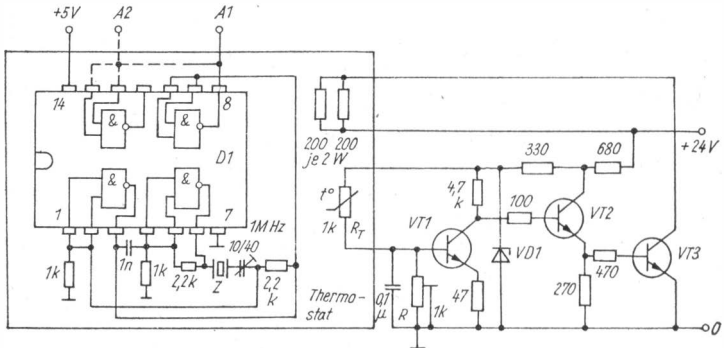 +5V A2 A1
14 8
& &
D1
& &
1 7
1MHz
1k 1n 1k 2,2k Z 10/40 2,2 k
Thermo-
stat
200 200
je 2W
t°
1k R_T
0,1 µ R 1k
4,7 k
VT1
47
100
VD1
330 680
VT2
270 470
VT3
+24V
0